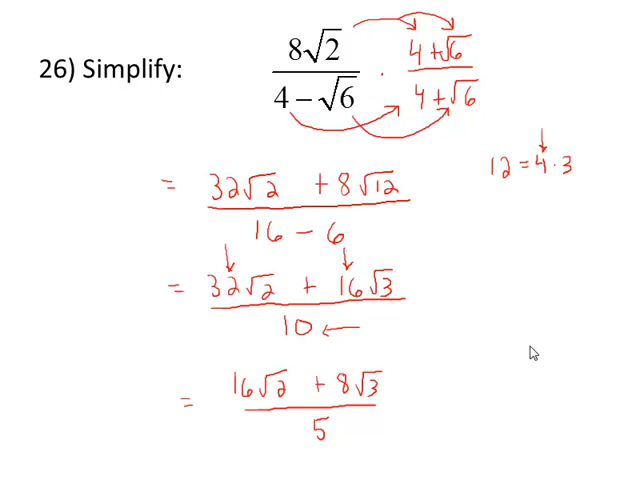 26) Simplify: 8√2 / 4 − √6 · 4 + √6 / 4 + √6
12 = 4 · 3
= 32√2 + 8√12 / 16 − 6
= 32√2 + 16√3 / 10
= 16√2 + 8√3 / 5